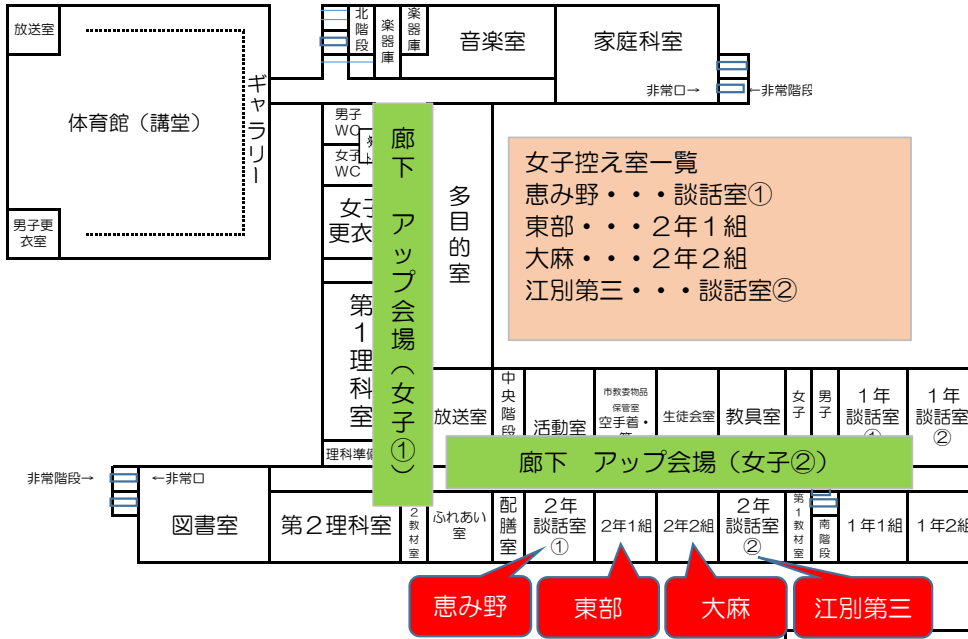 放送室
体育館（講堂）
男子更
衣室
ギャラリー
北階段
楽器庫
楽器庫
音楽室
家庭科室
非常口→
←非常階段
男子
WC
女子
WC
女子
更衣
第1理科室
理科準備
廊下　アップ会場（女子①）
多目的室
女子控え室一覧
恵み野・・・談話室①
東部・・・２年１組
大麻・・・２年２組
江別第三・・・談話室②
放送室
中央階段
活動室
市教委物品
保管室
空手着・
生徒会室
教具室
女子
男子
１年
談話室
①
１年
談話室
②
廊下　アップ会場（女子②）
非常階段→
←非常口
図書室
第２理科室
２教材室
ふれあい
室
配膳室
２年
談話室
①
２年１組
２年２組
２年
談話室
②
第１教材室
南階段
１年１組
１年２組
恵み野
東部
大麻
江別第三